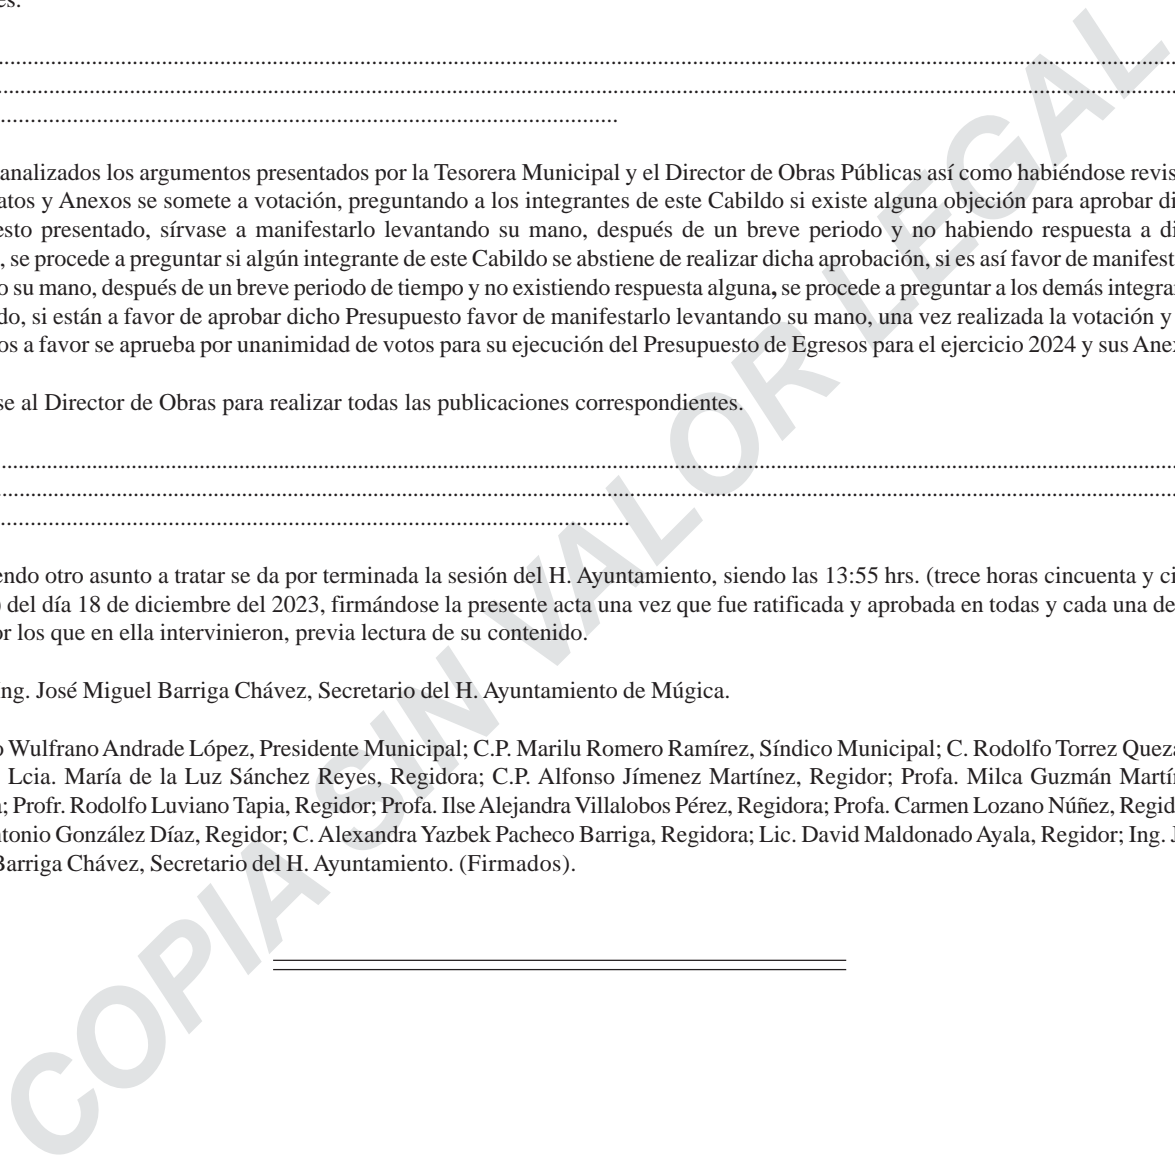 es.
....................................................................................................
....................................................................................................
....................................................................................................
analizados los argumentos presentados por la Tesorera Municipal y el Director de Obras Públicas así como habiéndose revis
atos y Anexos se somete a votación, preguntando a los integrantes de este Cabildo si existe alguna objeción para aprobar di
esto presentado, sírvase a manifestarlo levantando su mano, después de un breve periodo y no habiendo respuesta a di
, se procede a preguntar si algún integrante de este Cabildo se abstiene de realizar dicha aprobación, si es así favor de manifest
o su mano, después de un breve periodo de tiempo y no existiendo respuesta alguna, se procede a preguntar a los demás integra
do, si están a favor de aprobar dicho Presupuesto favor de manifestarlo levantando su mano, una vez realizada la votación y
os a favor se aprueba por unanimidad de votos para su ejecución del Presupuesto de Egresos para el ejercicio 2024 y sus Anex
se al Director de Obras para realizar todas las publicaciones correspondientes.
....................................................................................................
....................................................................................................
....................................................................................................
endo otro asunto a tratar se da por terminada la sesión del H. Ayuntamiento, siendo las 13:55 hrs. (trece horas cincuenta y ci
) del día 18 de diciembre del 2023, firmándose la presente acta una vez que fue ratificada y aprobada en todas y cada una de
or los que en ella intervinieron, previa lectura de su contenido.
Ing. José Miguel Barriga Chávez, Secretario del H. Ayuntamiento de Múgica.
o Wulfrano Andrade López, Presidente Municipal; C.P. Marilu Romero Ramírez, Síndico Municipal; C. Rodolfo Torrez Queza
Lcia. María de la Luz Sánchez Reyes, Regidora; C.P. Alfonso Jímenez Martínez, Regidor; Profa. Milca Guzmán Martí
a; Profr. Rodolfo Luviano Tapia, Regidor; Profa. Ilse Alejandra Villalobos Pérez, Regidora; Profa. Carmen Lozano Núñez, Regid
ntonio González Díaz, Regidor; C. Alexandra Yazbek Pacheco Barriga, Regidora; Lic. David Maldonado Ayala, Regidor; Ing. J
Barriga Chávez, Secretario del H. Ayuntamiento. (Firmados).
COPIA SIN VALOR LEGAL